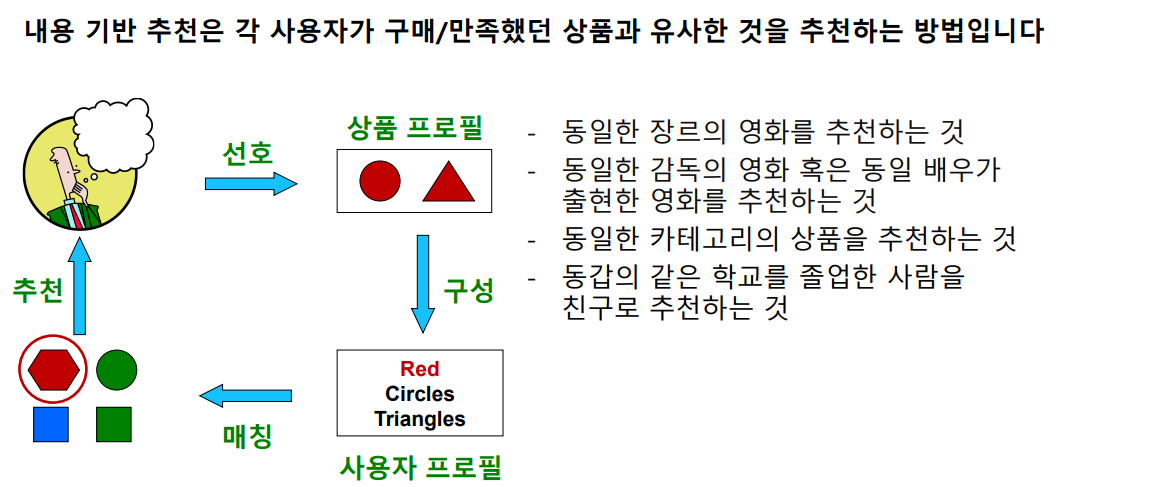 내용 기반 추천은 각 사용자가 구매/만족했던 상품과 유사한 것을 추천하는 방법입니다
선호
상품 프로필
구성
Red
Circles
Triangles
사용자 프로필
매칭
추천
- 동일한 장르의 영화를 추천하는 것
- 동일한 감독의 영화 혹은 동일 배우가
출현한 영화를 추천하는 것
- 동일한 카테고리의 상품을 추천하는 것
- 동갑의 같은 학교를 졸업한 사람을
친구로 추천하는 것